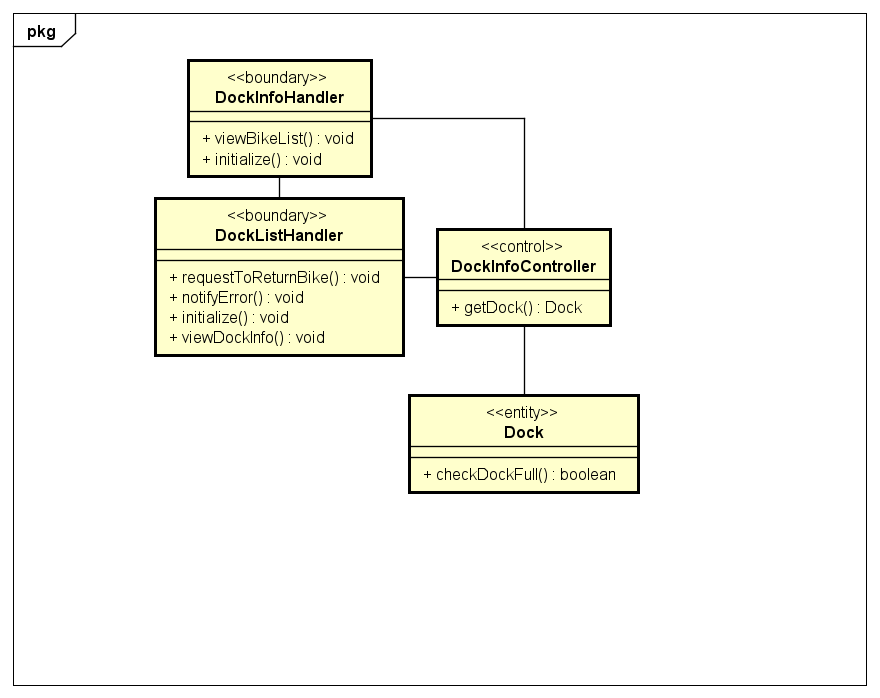 pkg
<<boundary>>
DockInfoHandler
+ viewBikeList() : void
+ initialize() : void
<<boundary>>
DockListHandler
+ requestToReturnBike() : void
+ notifyError() : void
+ initialize() : void
+ viewDockInfo() : void
<<control>>
DockInfoController
+ getDock() : Dock
<<entity>>
Dock
+ checkDockFull() : boolean